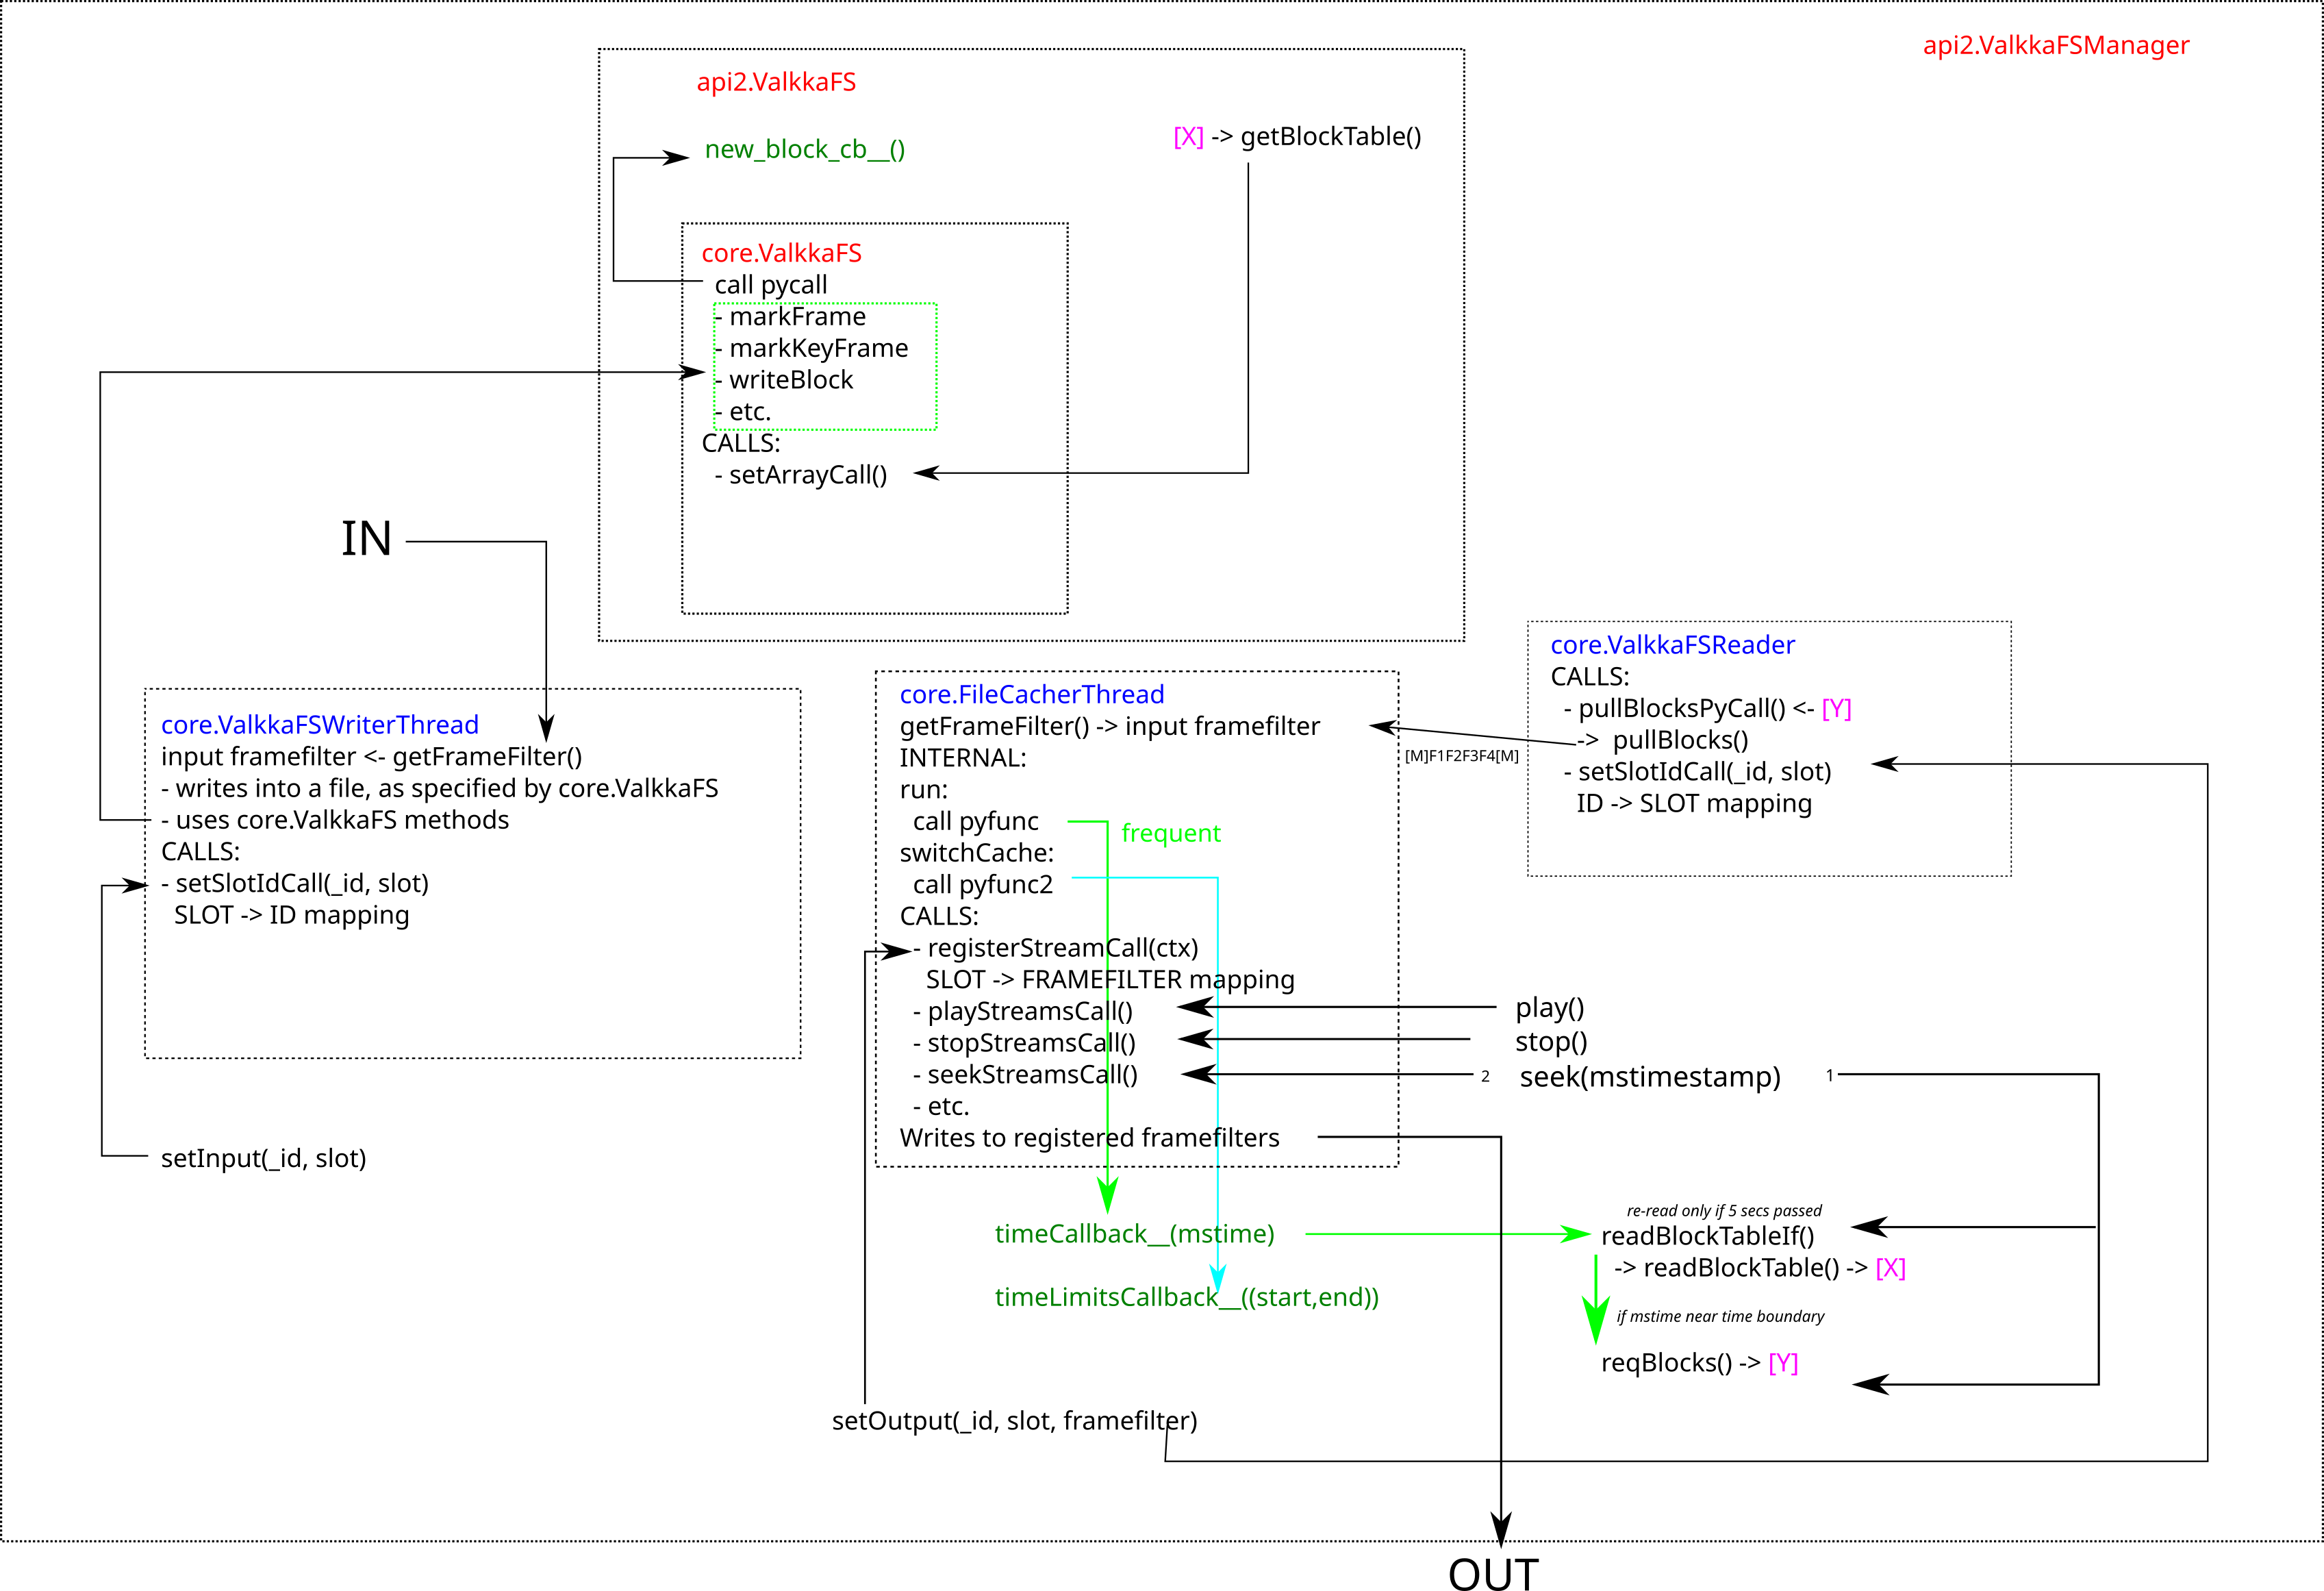 api2.ValkkaFSManager
api2.ValkkaFS
new_block_cb__()
[X] -> getBlockTable()
core.ValkkaFS
call pycall
- markFrame
- markKeyFrame
- writeBlock
- etc.
CALLS:
- setArrayCall()
IN
core.ValkkaFSWriterThread
input framefilter <- getFrameFilter()
- writes into a file, as specified by core.ValkkaFS
- uses core.ValkkaFS methods
CALLS:
- setSlotIdCall(_id, slot)
SLOT -> ID mapping
setInput(_id, slot)
core.FileCacherThread
getFrameFilter() -> input framefilter
INTERNAL:
run:
call pyfunc
frequent
switchCache:
call pyfunc2
CALLS:
- registerStreamCall(ctx)
SLOT -> FRAMEFILTER mapping
- playStreamsCall()
- stopStreamsCall()
- seekStreamsCall()
- etc.
Writes to registered framefilters
[M]F1F2F3F4[M]
core.ValkkaFSReader
CALLS:
- pullBlocksPyCall() <- [Y]
-> pullBlocks()
- setSlotIdCall(_id, slot)
ID -> SLOT mapping
play()
stop()
2 seek(mstimestamp) 1
timeCallback__(mstime)
timeLimitsCallback__((start,end))
re-read only if 5 secs passed
readBlockTableIf()
-> readBlockTable() -> [X]
if mstime near time boundary
reqBlocks() -> [Y]
setOutput(_id, slot, framefilter)
OUT